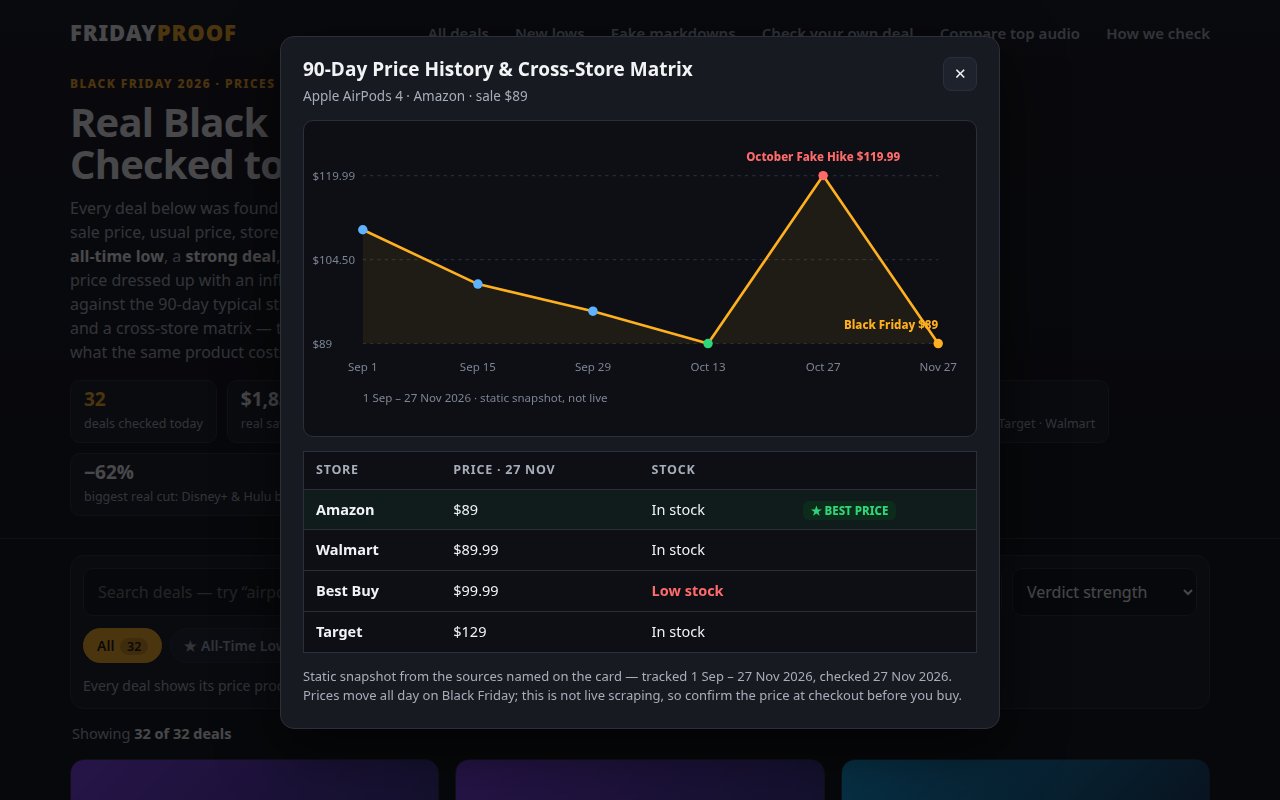 FRIDAYPROOF
All deals New lows Fake markdowns Check your own deal Compare top audio How we check
BLACK FRIDAY 2026 · PRICES
Real Black
Checked to
Every deal below was found
sale price, usual price, store
all-time low, a strong deal,
price dressed up with an infl
against the 90-day typical st
and a cross-store matrix — t
what the same product cost
32
deals checked today
$1,8
real sa
Target · Walmart
−62%
biggest real cut: Disney+ & Hulu b
Search deals — try “airpo
Verdict strength
All 32
★ All-Time Low
Every deal shows its price proo
Showing 32 of 32 deals
90-Day Price History & Cross-Store Matrix
Apple AirPods 4 · Amazon · sale $89
✕
October Fake Hike $119.99
$119.99
$104.50
Black Friday $89
$89
Sep 1 Sep 15 Sep 29 Oct 13 Oct 27 Nov 27
1 Sep – 27 Nov 2026 · static snapshot, not live
STORE PRICE · 27 NOV STOCK
Amazon $89 In stock ★ BEST PRICE
Walmart $89.99 In stock
Best Buy $99.99 Low stock
Target $129 In stock
Static snapshot from the sources named on the card — tracked 1 Sep – 27 Nov 2026, checked 27 Nov 2026.
Prices move all day on Black Friday; this is not live scraping, so confirm the price at checkout before you buy.